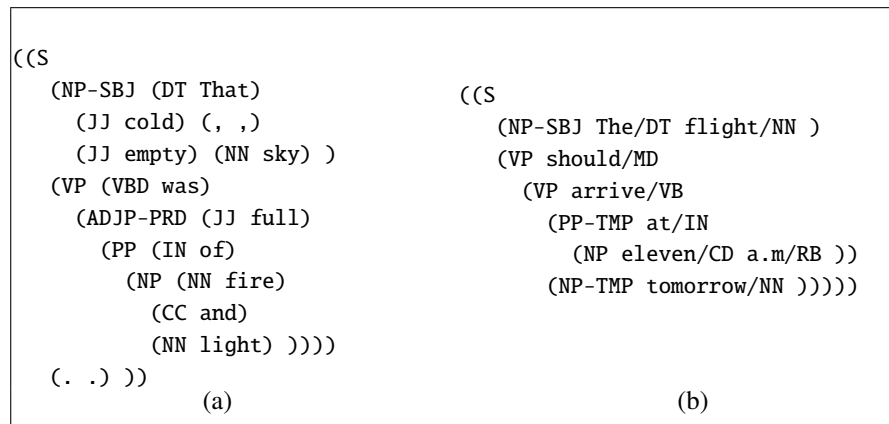 ((S
(NP-SBJ (DT That)
(JJ cold) (, ,)
(JJ empty) (NN sky) )
(VP (VBD was)
(ADJP-PRD (JJ full)
(PP (IN of)
(NP (NN fire)
(CC and)
(NN light) ))))
(. .) ))
(a)
((S
(NP-SBJ The/DT flight/NN )
(VP should/MD
(VP arrive/VB
(PP-TMP at/IN
(NP eleven/CD a.m/RB ))
(NP-TMP tomorrow/NN )))))
(b)